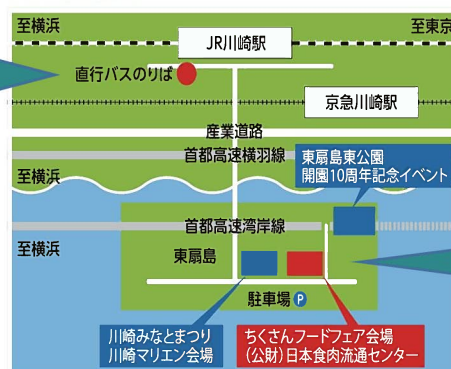 至横浜
JR川崎駅
至東京
直行バスのりば
京急川崎駅
産業道路
首都高速横羽線
東扇島東公園
開園10周年記念イベント
至横浜
首都高速湾岸線
至横浜
東扇島
駐車場 P
川崎みなとまつり
川崎マリエン会場
ちくさんフードフェア会場
(公財)日本食肉流通センター